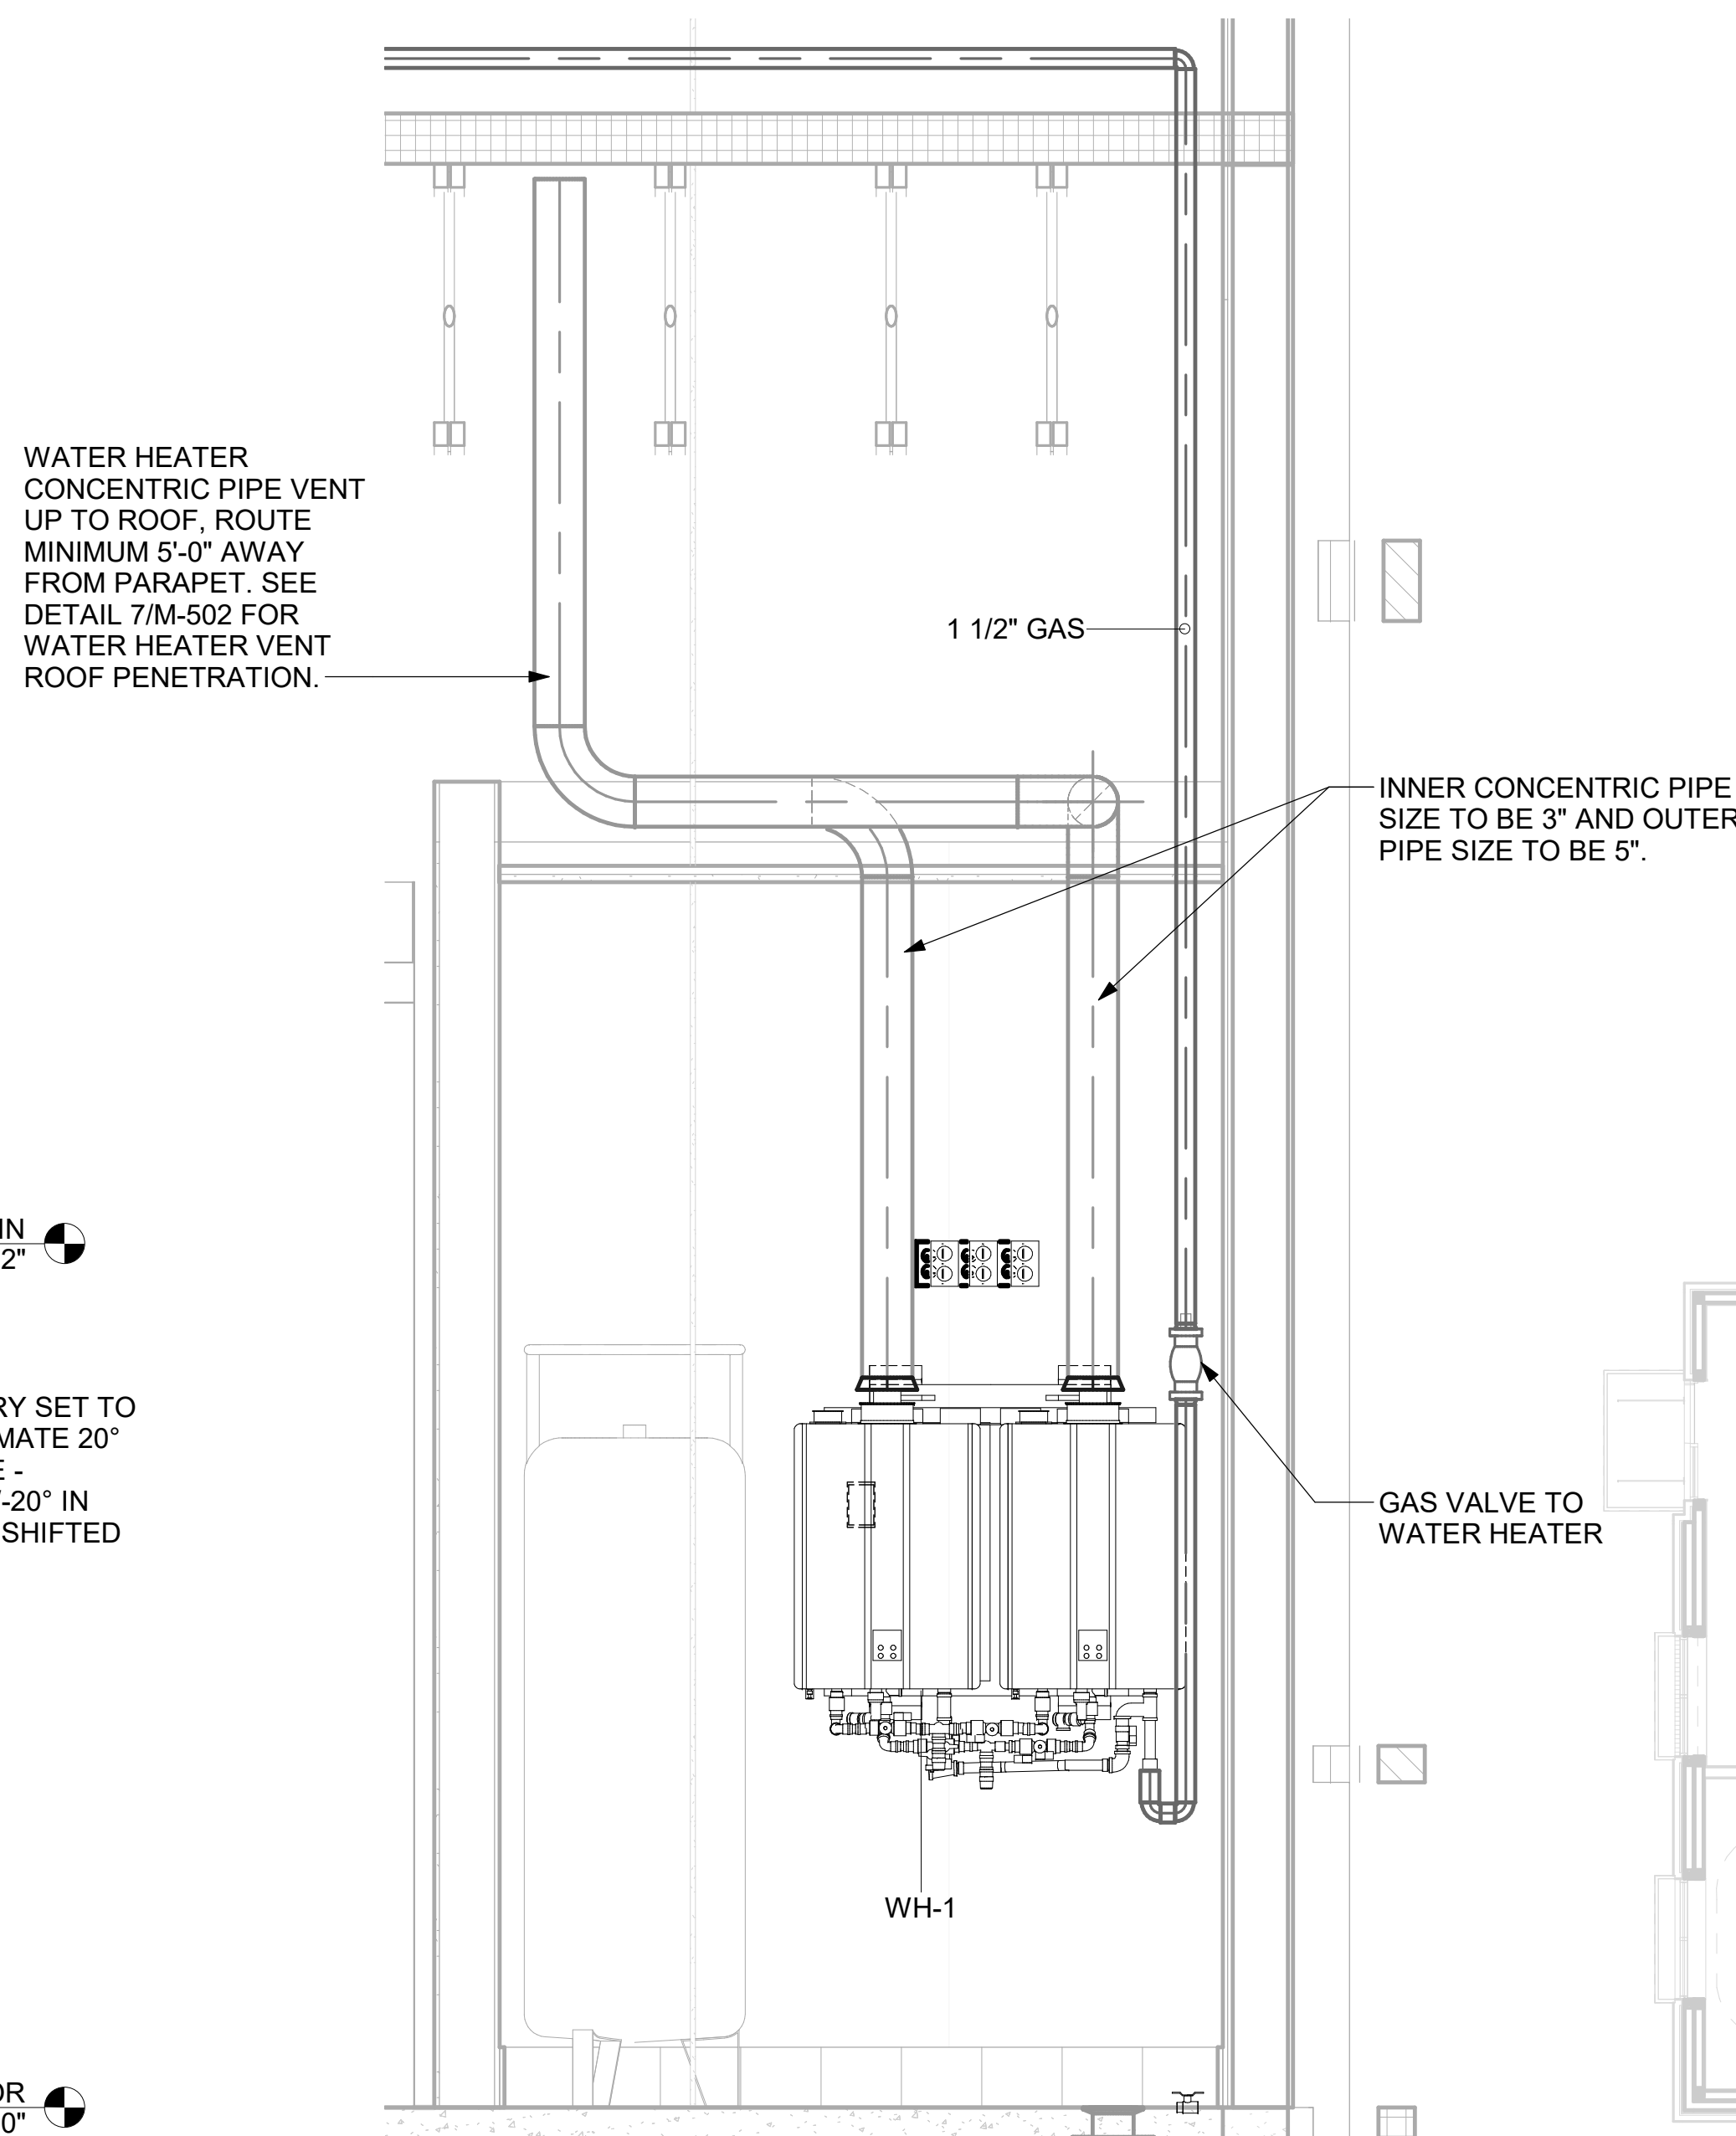 WATER HEATER
CONCENTRIC PIPE VENT
UP TO ROOF, ROUTE
MINIMUM 5'-0" AWAY
FROM PARAPET. SEE
DETAIL 7/M-502 FOR
WATER HEATER VENT
ROOF PENETRATION.
1 1/2" GAS
INNER CONCENTRIC PIPE
SIZE TO BE 3" AND OUTER
PIPE SIZE TO BE 5".
IN
2"
RY SET TO
MATE 20°
E -
/-20° IN
SHIFTED
GAS VALVE TO
WATER HEATER
WH-1
OR
0"